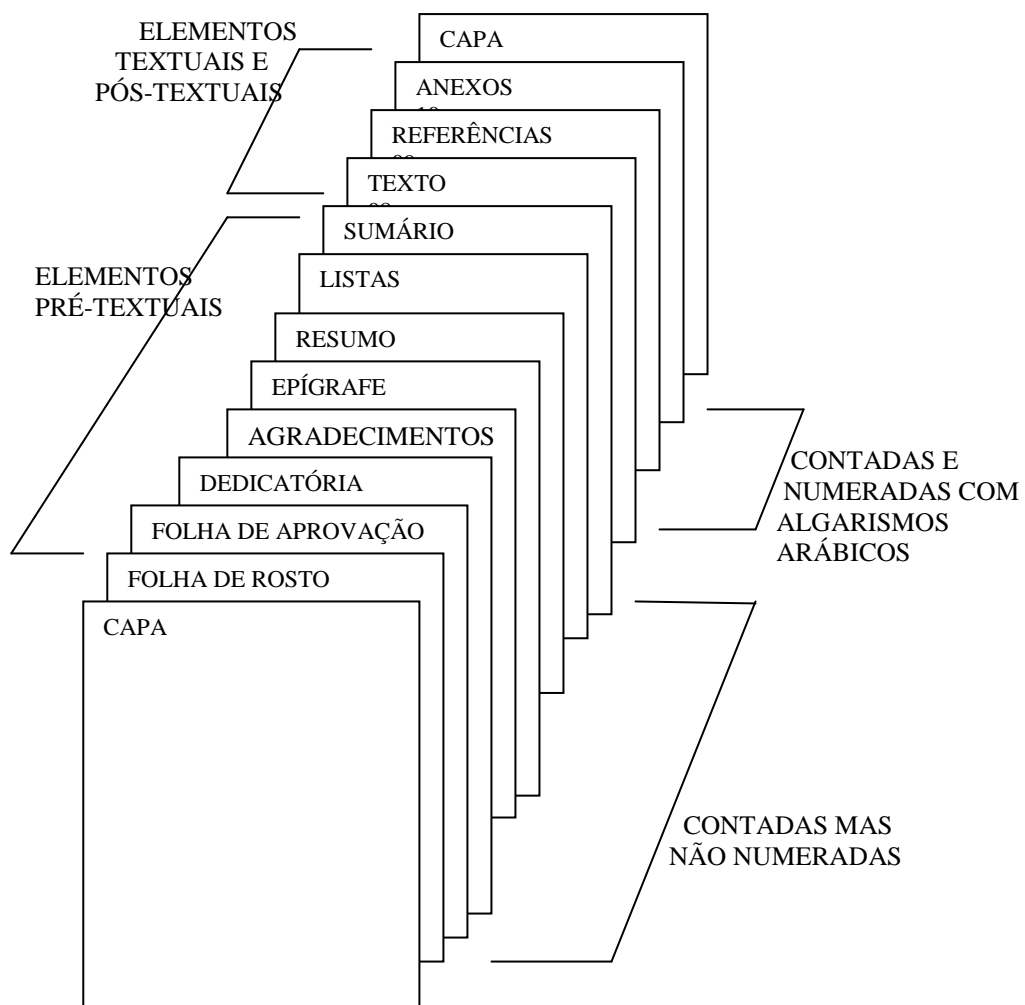 ELEMENTOS
TEXTUAIS E
PÓS-TEXTUAIS
CAPA
ANEXOS
REFERÊNCIAS
TEXTO
SUMÁRIO
LISTAS
RESUMO
EPÍGRAFE
AGRADECIMENTOS
DEDICATÓRIA
FOLHA DE APROVAÇÃO
FOLHA DE ROSTO
CAPA
ELEMENTOS
PRÉ-TEXTUAIS
CONTADAS E
NUMERADAS COM
ALGARISMOS
ARÁBICOS
CONTADAS MAS
NÃO NUMERADAS